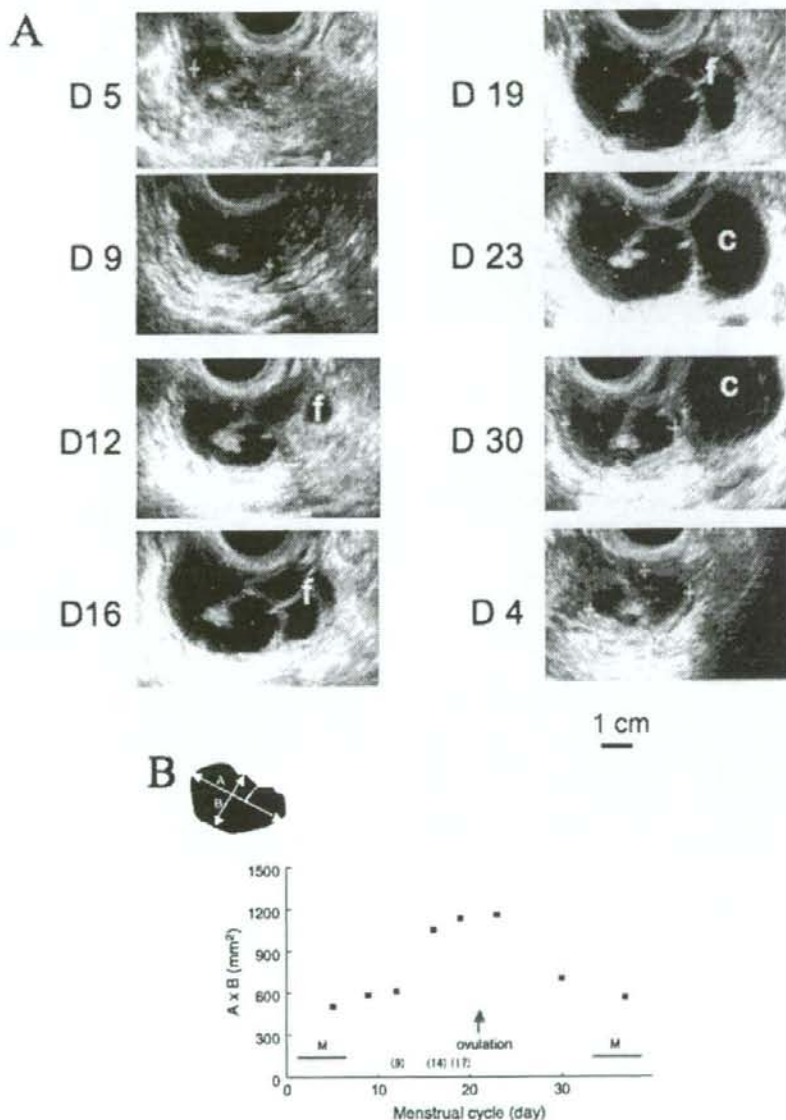 A
D 5
D 9
D12
f
D16
f
D 19
f
D 23
c
D 30
c
D 4
1 cm
B
A
B
1500
1200
900
600
300
0
A x B (mm²)
M
ovulation
M
(9) (14) (17)
0 10 20 30
Menstrual cycle (day)